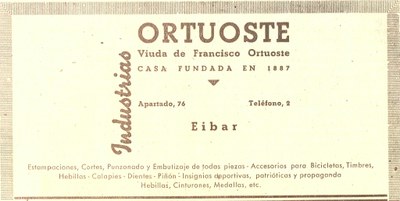 Industrias
ORTUOSTE
Viuda de Francisco Ortuoste
CASA FUNDADA EN 1887
Apartado, 76 Teléfono, 2
Eibar
Estampaciones, Cortes, Punzonado y Embutizaje de todas piezas - Accesorios para Bicicletas, Timbres,
Hebillas - Calapies - Dientes - Piñón - Insignias deportivas, patrióticas y propaganda
Hebillas, Cinturones, Medallas, etc.